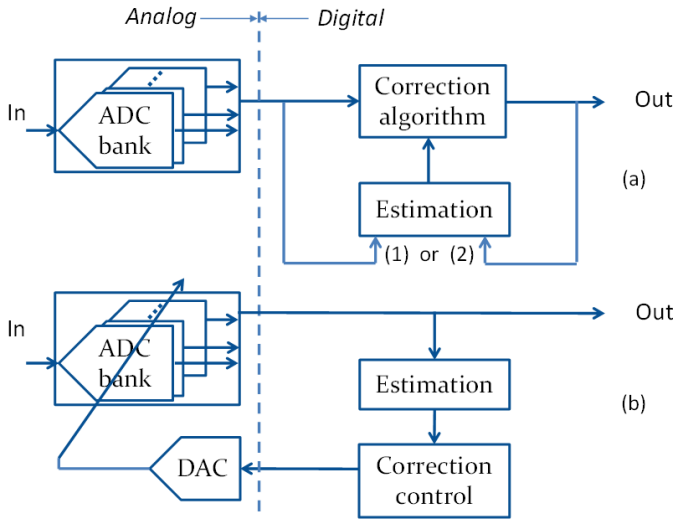 Analog
Digital
In
ADC
bank
Correction
algorithm
Out
(a)
Estimation
(1) or (2)
In
ADC
bank
Out
Estimation
(b)
DAC
Correction
control